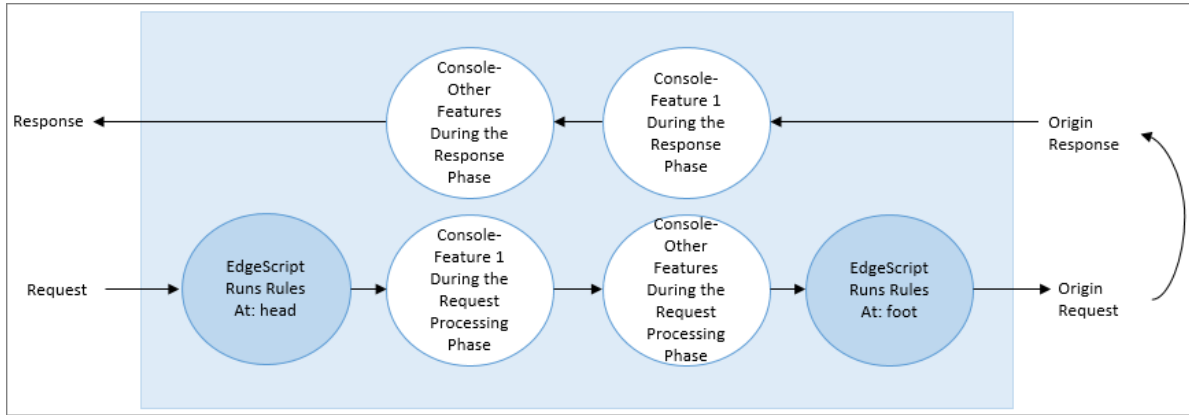 Response
Console-
Other
Features
During the
Response
Phase
Console-
Feature 1
During the
Response
Phase
Origin
Response
Request
EdgeScript
Runs Rules
At: head
Console-
Feature 1
During the
Request
Processing
Phase
Console-
Other
Features
During the
Request
Processing
Phase
EdgeScript
Runs Rules
At: foot
Origin
Request